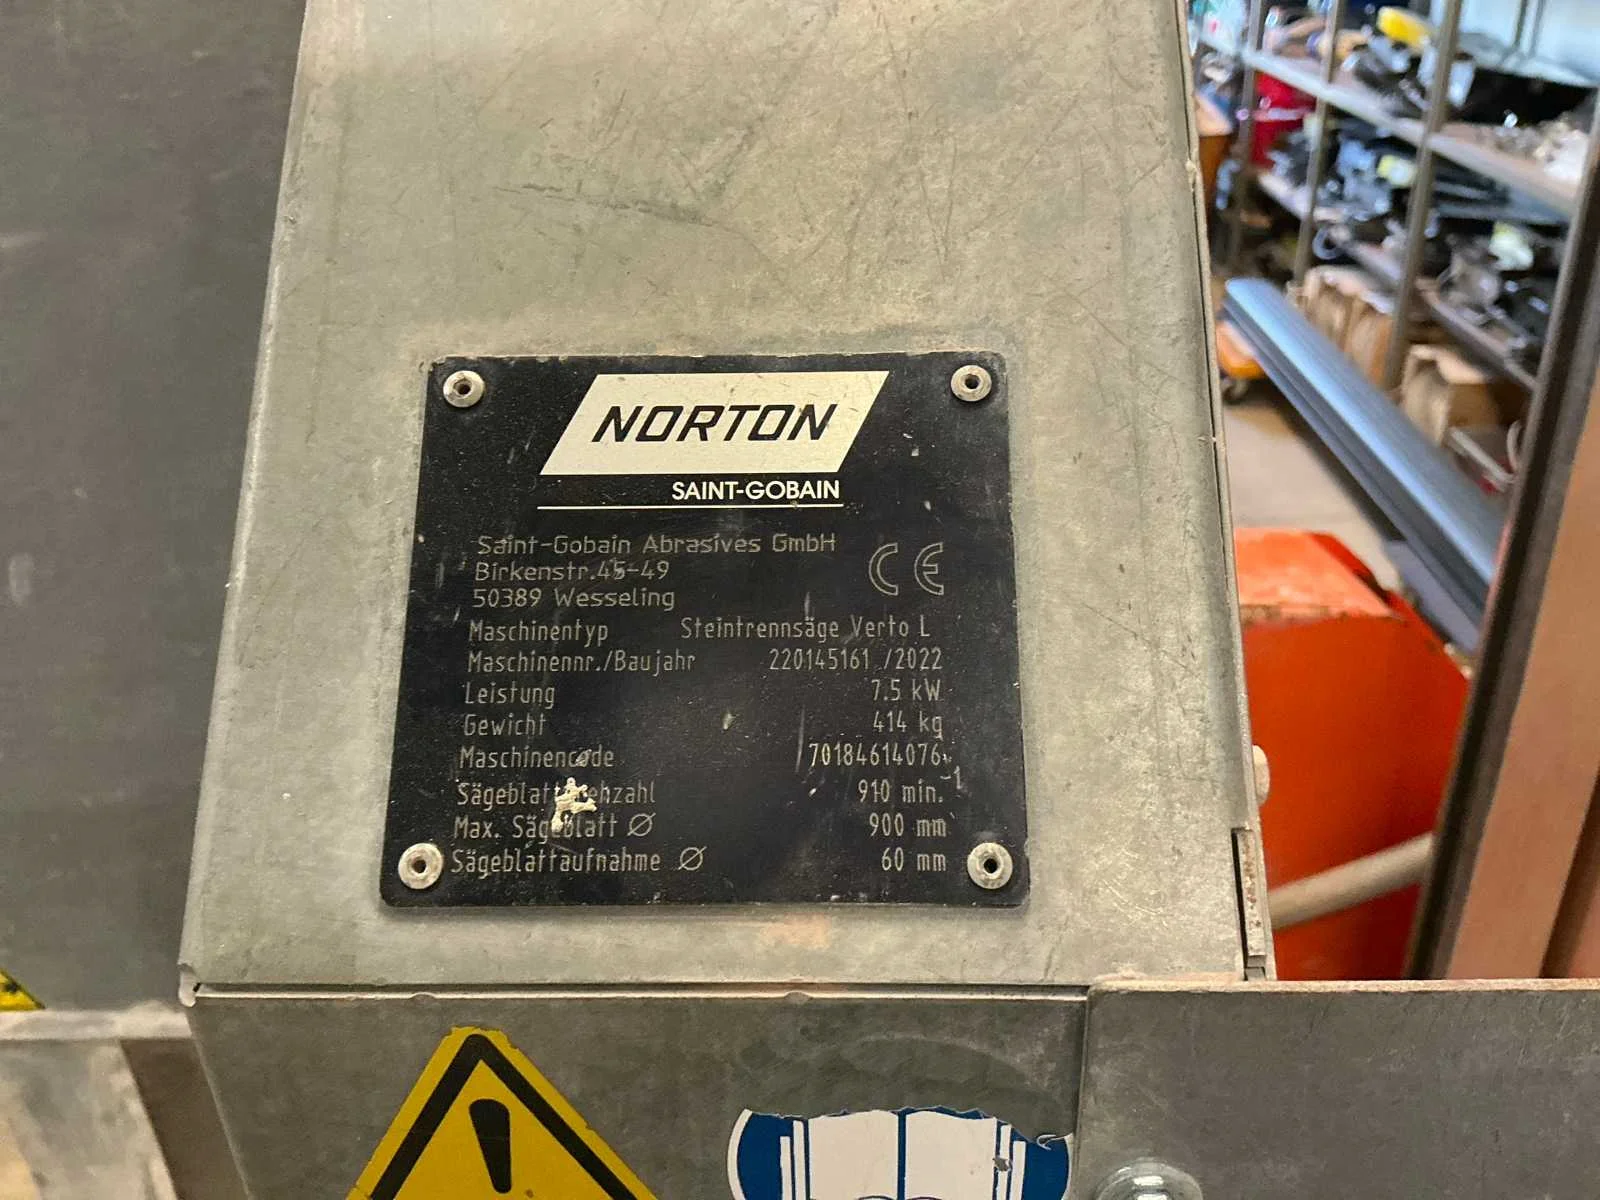 NORTON
SAINT-GOBAIN
Saint-Gobain Abrasives GmbH
Birkenstr.45-49
50389 Wesseling
CE
Maschinentyp Steintrennsäge Verto L
Maschinennr./Baujahr 220145161 /2022
Leistung 7.5 kW
Gewicht 414 kg
Maschinencode 70184614076
Sägeblattdrehzahl 910 min.⁻¹
Max. Sägeblatt Ø 900 mm
Sägeblattaufnahme Ø 60 mm